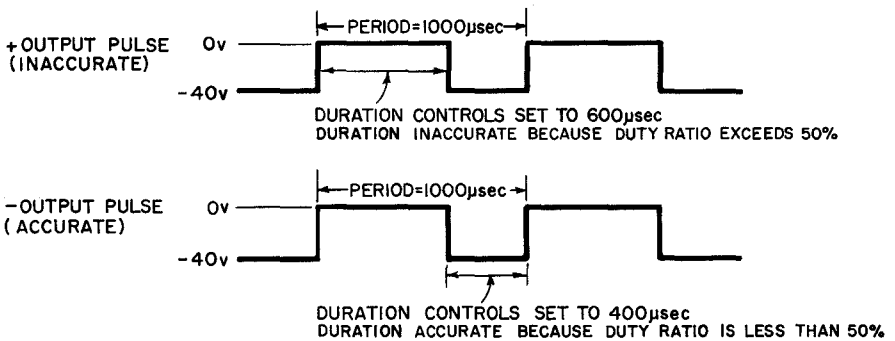 PERIOD=1000µsec
+OUTPUT PULSE
(INACCURATE)
0v
-40v
DURATION CONTROLS SET TO 600µsec
DURATION INACCURATE BECAUSE DUTY RATIO EXCEEDS 50%
PERIOD=1000µsec
-OUTPUT PULSE
(ACCURATE)
0v
-40v
DURATION CONTROLS SET TO 400µsec
DURATION ACCURATE BECAUSE DUTY RATIO IS LESS THAN 50%